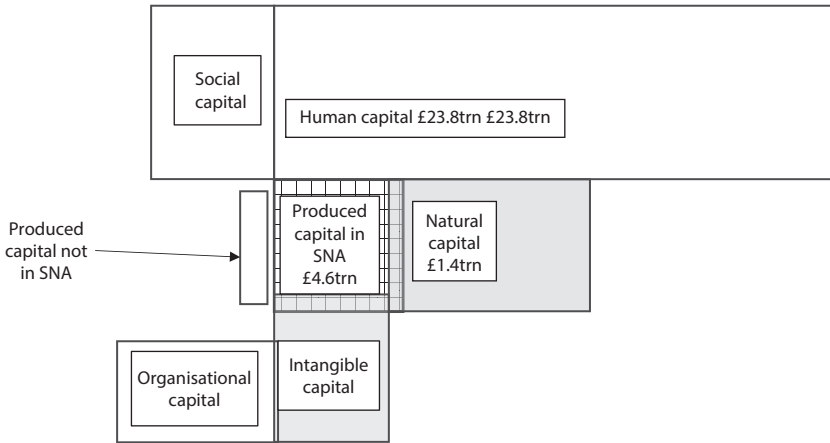 Social
capital
Human capital £23.8trn £23.8trn
Produced
capital not
in SNA
Produced
capital in
SNA
£4.6trn
Natural
capital
£1.4trn
Organisational
capital
Intangible
capital